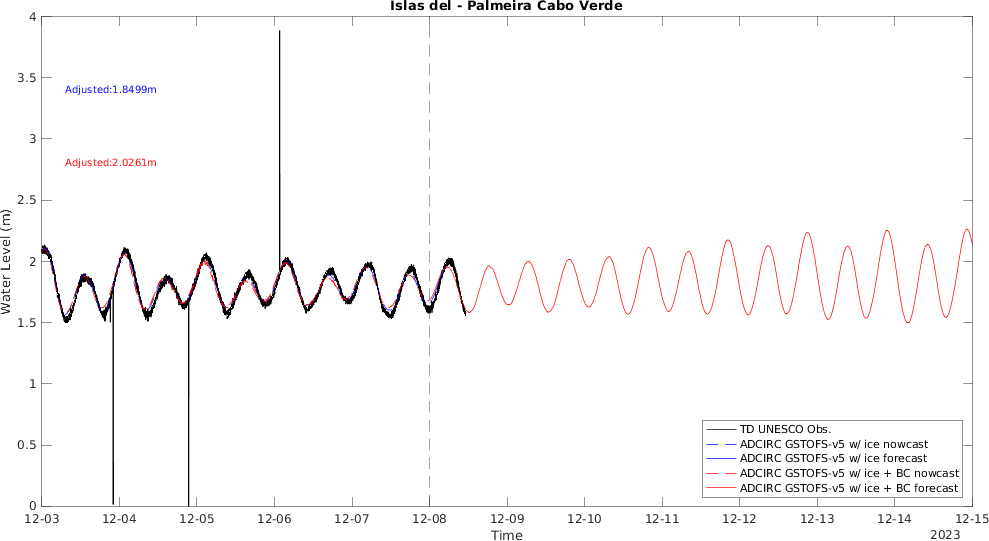 Islas del - Palmeira Cabo Verde
4
3.5
3
2.5
2
1.5
1
0.5
0
Water Level (m)
Adjusted:1.8499m
Adjusted:2.0261m
TD UNESCO Obs.
ADCIRC GSTOFS-v5 w/ ice nowcast
ADCIRC GSTOFS-v5 w/ ice forecast
ADCIRC GSTOFS-v5 w/ ice + BC nowcast
ADCIRC GSTOFS-v5 w/ ice + BC forecast
12-03 12-04 12-05 12-06 12-07 12-08 12-09 12-10 12-11 12-12 12-13 12-14 12-15
Time
2023